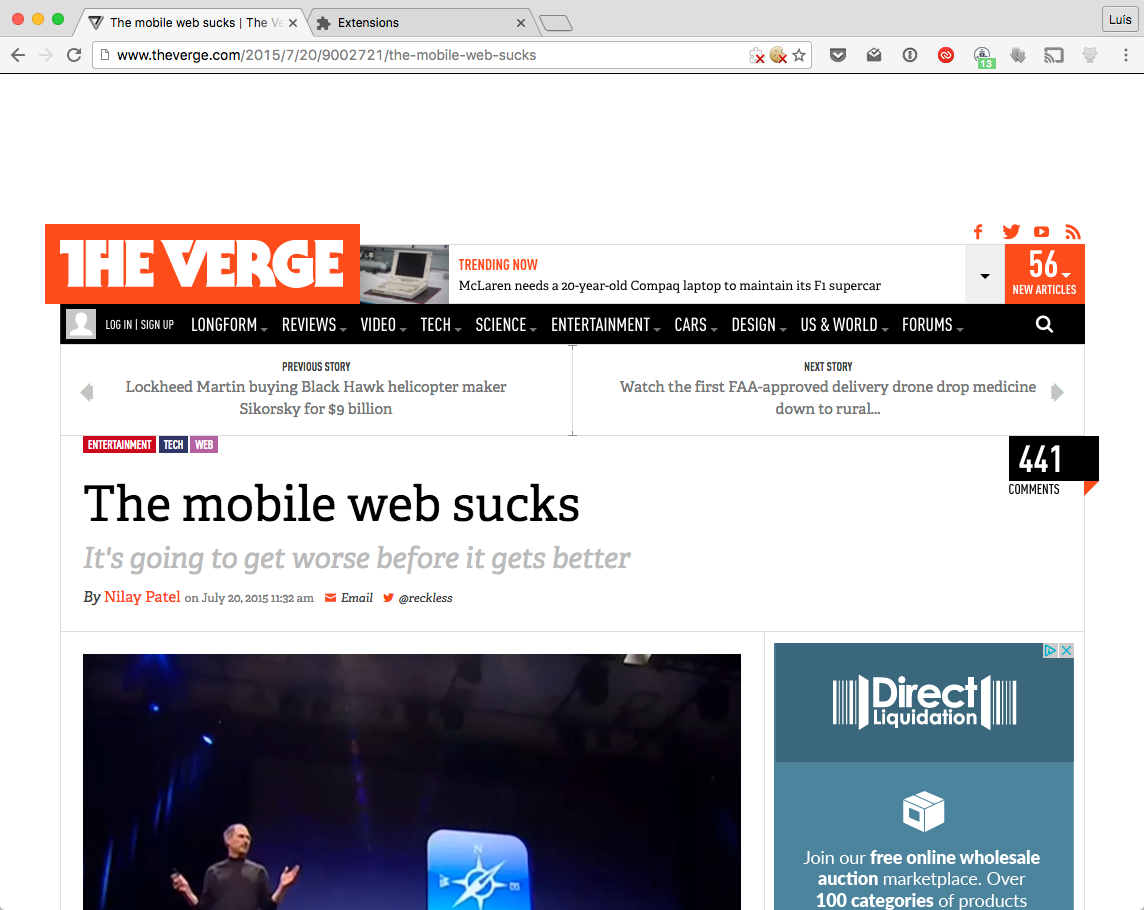 The mobile web sucks | The Ve
Extensions
Luís
www.theverge.com/2015/7/20/9002721/the-mobile-web-sucks
13
THE VERGE
TRENDING NOW
McLaren needs a 20-year-old Compaq laptop to maintain its F1 supercar
56
NEW ARTICLES
LOG IN | SIGN UP LONGFORM REVIEWS VIDEO TECH SCIENCE ENTERTAINMENT CARS DESIGN US & WORLD FORUMS
PREVIOUS STORY
Lockheed Martin buying Black Hawk helicopter maker
Sikorsky for $9 billion
NEXT STORY
Watch the first FAA-approved delivery drone drop medicine
down to rural...
ENTERTAINMENT TECH WEB
441
COMMENTS
The mobile web sucks
It's going to get worse before it gets better
By Nilay Patel on July 20, 2015 11:32 am Email @reckless
Direct
Liquidation
N
W
Join our free online wholesale
auction marketplace. Over
100 categories of products